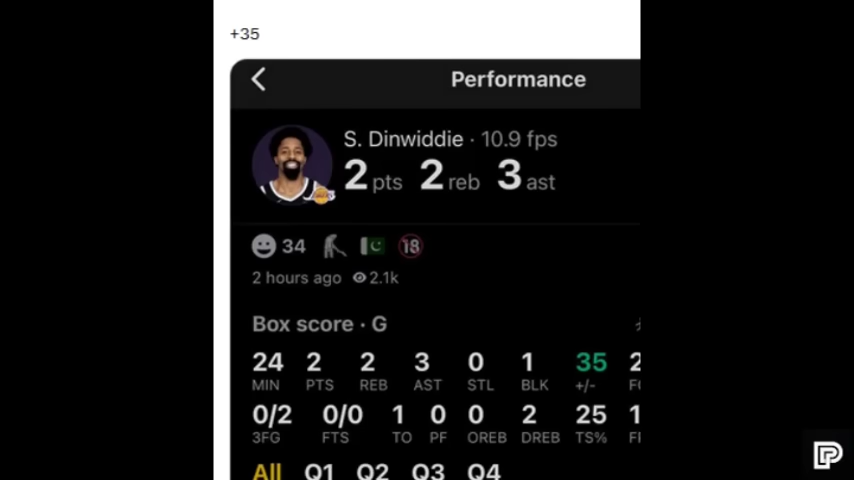 +35
Performance
S. Dinwiddie · 10.9 fps
2 pts 2 reb 3 ast
34
2 hours ago 2.1k
Box score · G
24 2 2 3 0 1 35
MIN PTS REB AST STL BLK +/-
0/2 0/0 1 0 0 2 25
3FG FTS TO PF OREB DREB TS%
All Q1 Q2 Q3 Q4